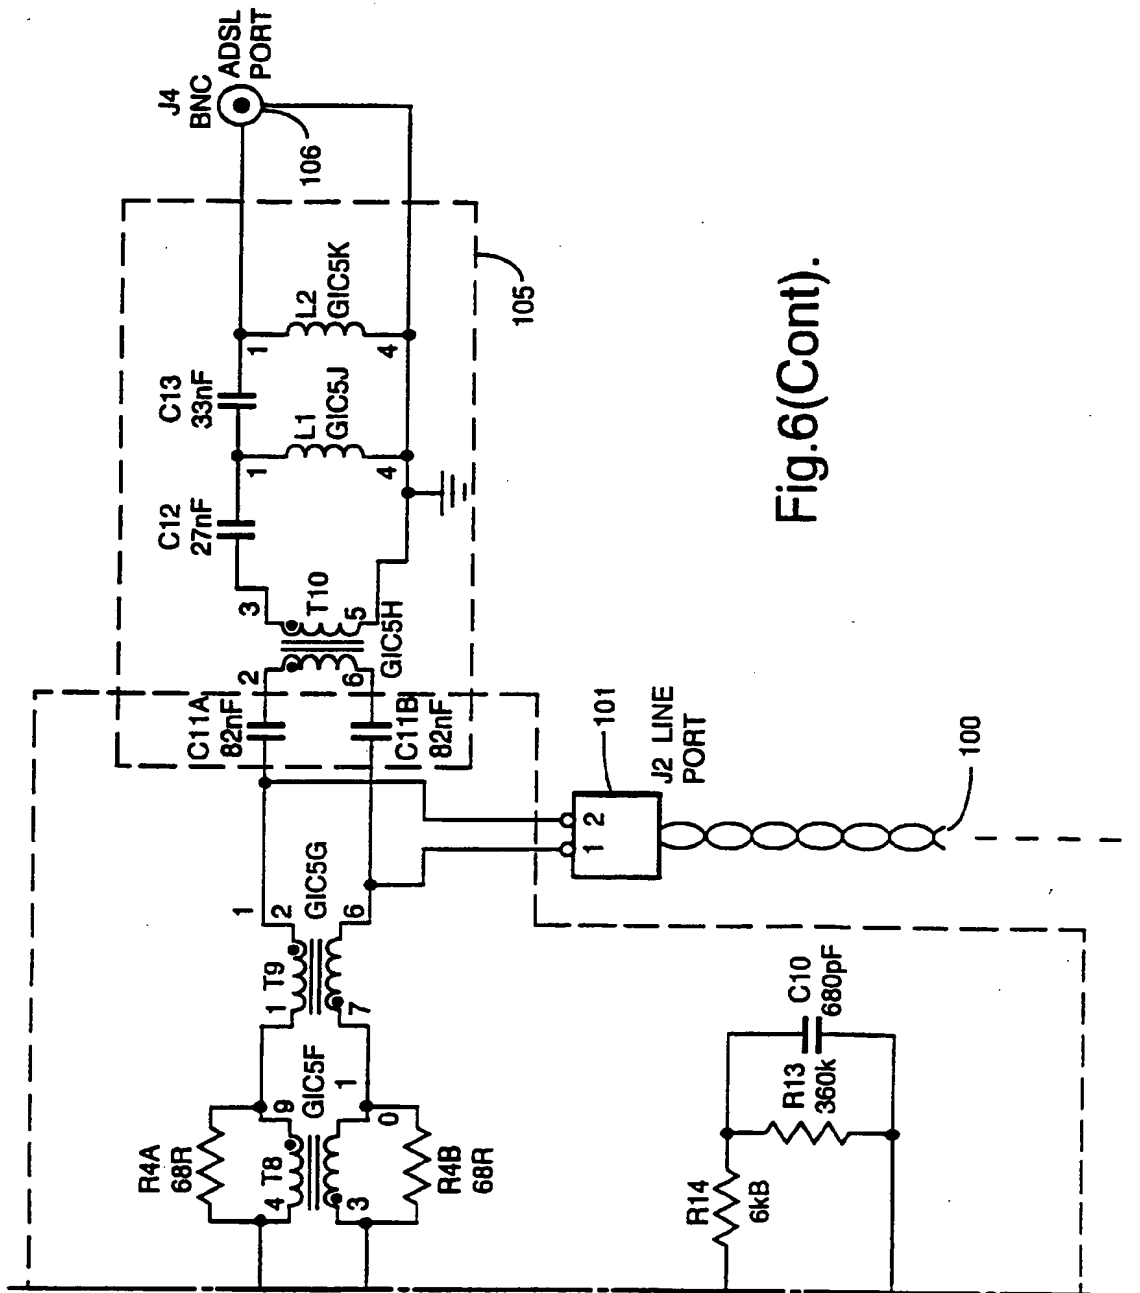 J4
BNC
ADSL
PORT
106
105
C13
33nF
C12
27nF
1
L2
GIC5K
4
1
L1
GIC5J
4
3
T10
5
GIC5H
2
6
C11A
82nF
C11B
82nF
Fig.6(Cont).
101
J2 LINE
PORT
1
2
100
1
2
GIC5G
6
T9
1
7
GIC5F
9
1
0
R4A
68R
T8
4
3
R4B
68R
R14
6kB
R13
360k
C10
680pF